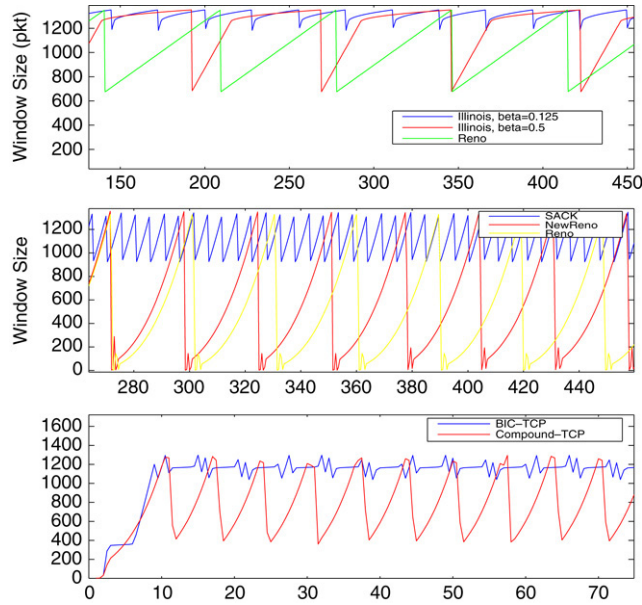 Window Size (pkt)
1200
1000
800
600
400
200
0
Illinois, beta=0.125
Illinois, beta=0.5
Reno
150 200 250 300 350 400 450
Window Size
1200
1000
800
600
400
200
0
SACK
NewReno
Reno
280 300 320 340 360 380 400 420 440
1600
1400
1200
1000
800
600
400
200
0
BIC-TCP
Compound-TCP
0 10 20 30 40 50 60 70